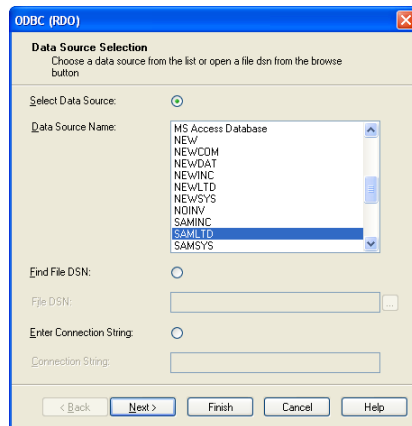 ODBC (RDO)
Data Source Selection
Choose a data source from the list or open a file dsn from the browse
button
Select Data Source:
Data Source Name:
MS Access Database
NEW
NEWCOM
NEWDAT
NEWINC
NEWLTD
NEWSYS
NOINV
SAMINC
SAMLTD
SAMSYS
Find File DSN:
File DSN:
...
Enter Connection String:
Connection String:
< Back Next > Finish Cancel Help